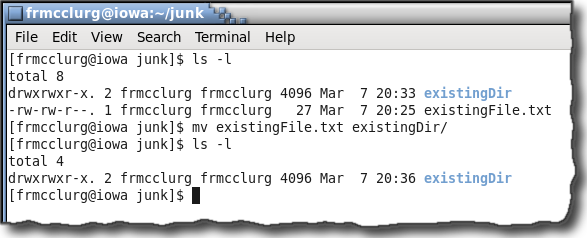 frmcclurg@iowa:~/junk
File Edit View Search Terminal Help
[frmcclurg@iowa junk]$ ls -l
total 8
drwxrwxr-x. 2 frmcclurg frmcclurg 4096 Mar  7 20:33 existingDir
-rw-rw-r--. 1 frmcclurg frmcclurg   27 Mar  7 20:25 existingFile.txt
[frmcclurg@iowa junk]$ mv existingFile.txt existingDir/
[frmcclurg@iowa junk]$ ls -l
total 4
drwxrwxr-x. 2 frmcclurg frmcclurg 4096 Mar  7 20:36 existingDir
[frmcclurg@iowa junk]$